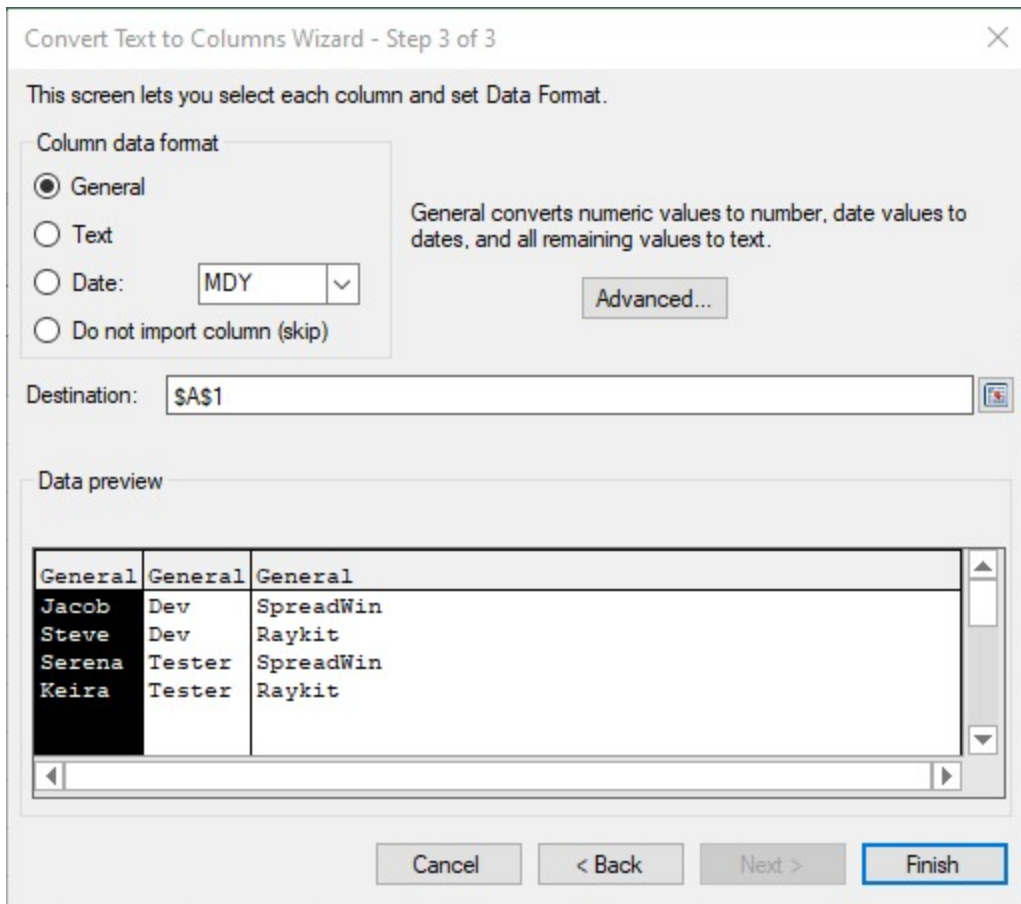 Convert Text to Columns Wizard - Step 3 of 3
This screen lets you select each column and set Data Format.
Column data format
General
Text
Date: MDY
Do not import column (skip)
General converts numeric values to number, date values to
dates, and all remaining values to text.
Advanced...
Destination: $A$1
Data preview
General General General
Jacob Dev SpreadWin
Steve Dev Raykit
Serena Tester SpreadWin
Keira Tester Raykit
Cancel < Back Next > Finish